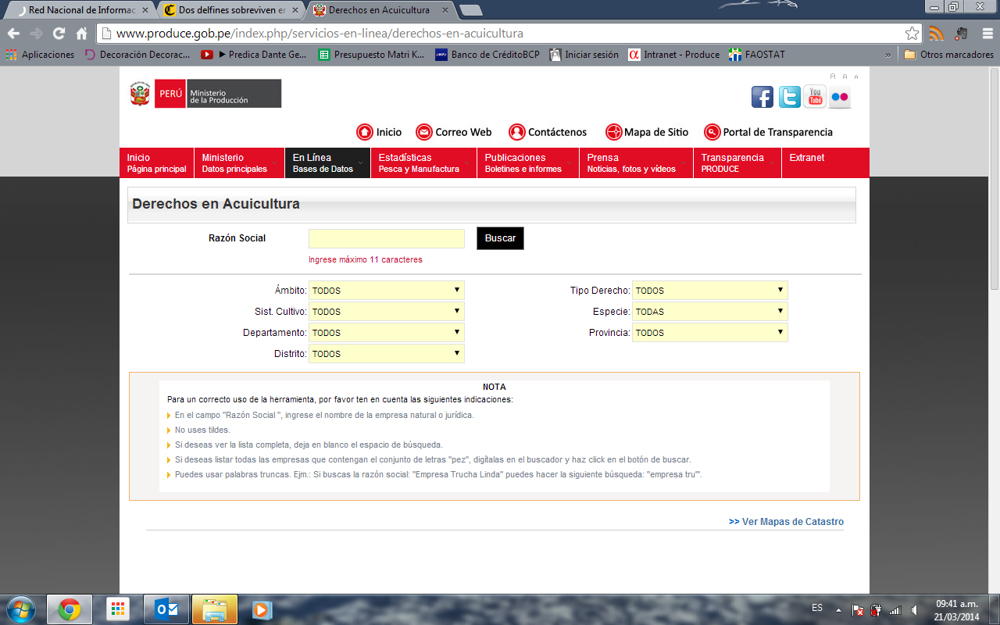 Red Nacional de Informac
Dos delfines sobreviven en
Derechos en Acuicultura
www.produce.gob.pe/index.php/servicios-en-linea/derechos-en-acuicultura
Aplicaciones
Decoración Decorac...
► Predica Dante Ge...
Presupuesto Matri K...
Banco de CréditoBCP
Iniciar sesión
Intranet - Produce
FAOSTAT
»
Otros marcadores
A A A
PERÚ
Ministerio
de la Producción
You
Tube
Inicio
Correo Web
Contáctenos
Mapa de Sitio
Portal de Transparencia
Inicio
Página principal
Ministerio
Datos principales
En Línea
Bases de Datos
Estadísticas
Pesca y Manufactura
Publicaciones
Boletines e informes
Prensa
Noticias, fotos y vídeos
Transparencia
PRODUCE
Extranet
Derechos en Acuicultura
Razón Social
Buscar
Ingrese máximo 11 caracteres
Ámbito: TODOS
Tipo Derecho: TODOS
Sist. Cultivo: TODOS
Especie: TODAS
Departamento: TODOS
Provincia: TODOS
Distrito: TODOS
NOTA
Para un correcto uso de la herramienta, por favor ten en cuenta las siguientes indicaciones:
En el campo "Razón Social ", ingrese el nombre de la empresa natural o jurídica.
No uses tildes.
Si deseas ver la lista completa, deja en blanco el espacio de búsqueda.
Si deseas listar todas las empresas que contengan el conjunto de letras "pez", digítalas en el buscador y haz click en el botón de buscar.
Puedes usar palabras truncas. Ejm.: Si buscas la razón social: "Empresa Trucha Linda" puedes hacer la siguiente búsqueda: "empresa tru'".
>> Ver Mapas de Catastro
ES
09:41 a.m.
21/03/2014